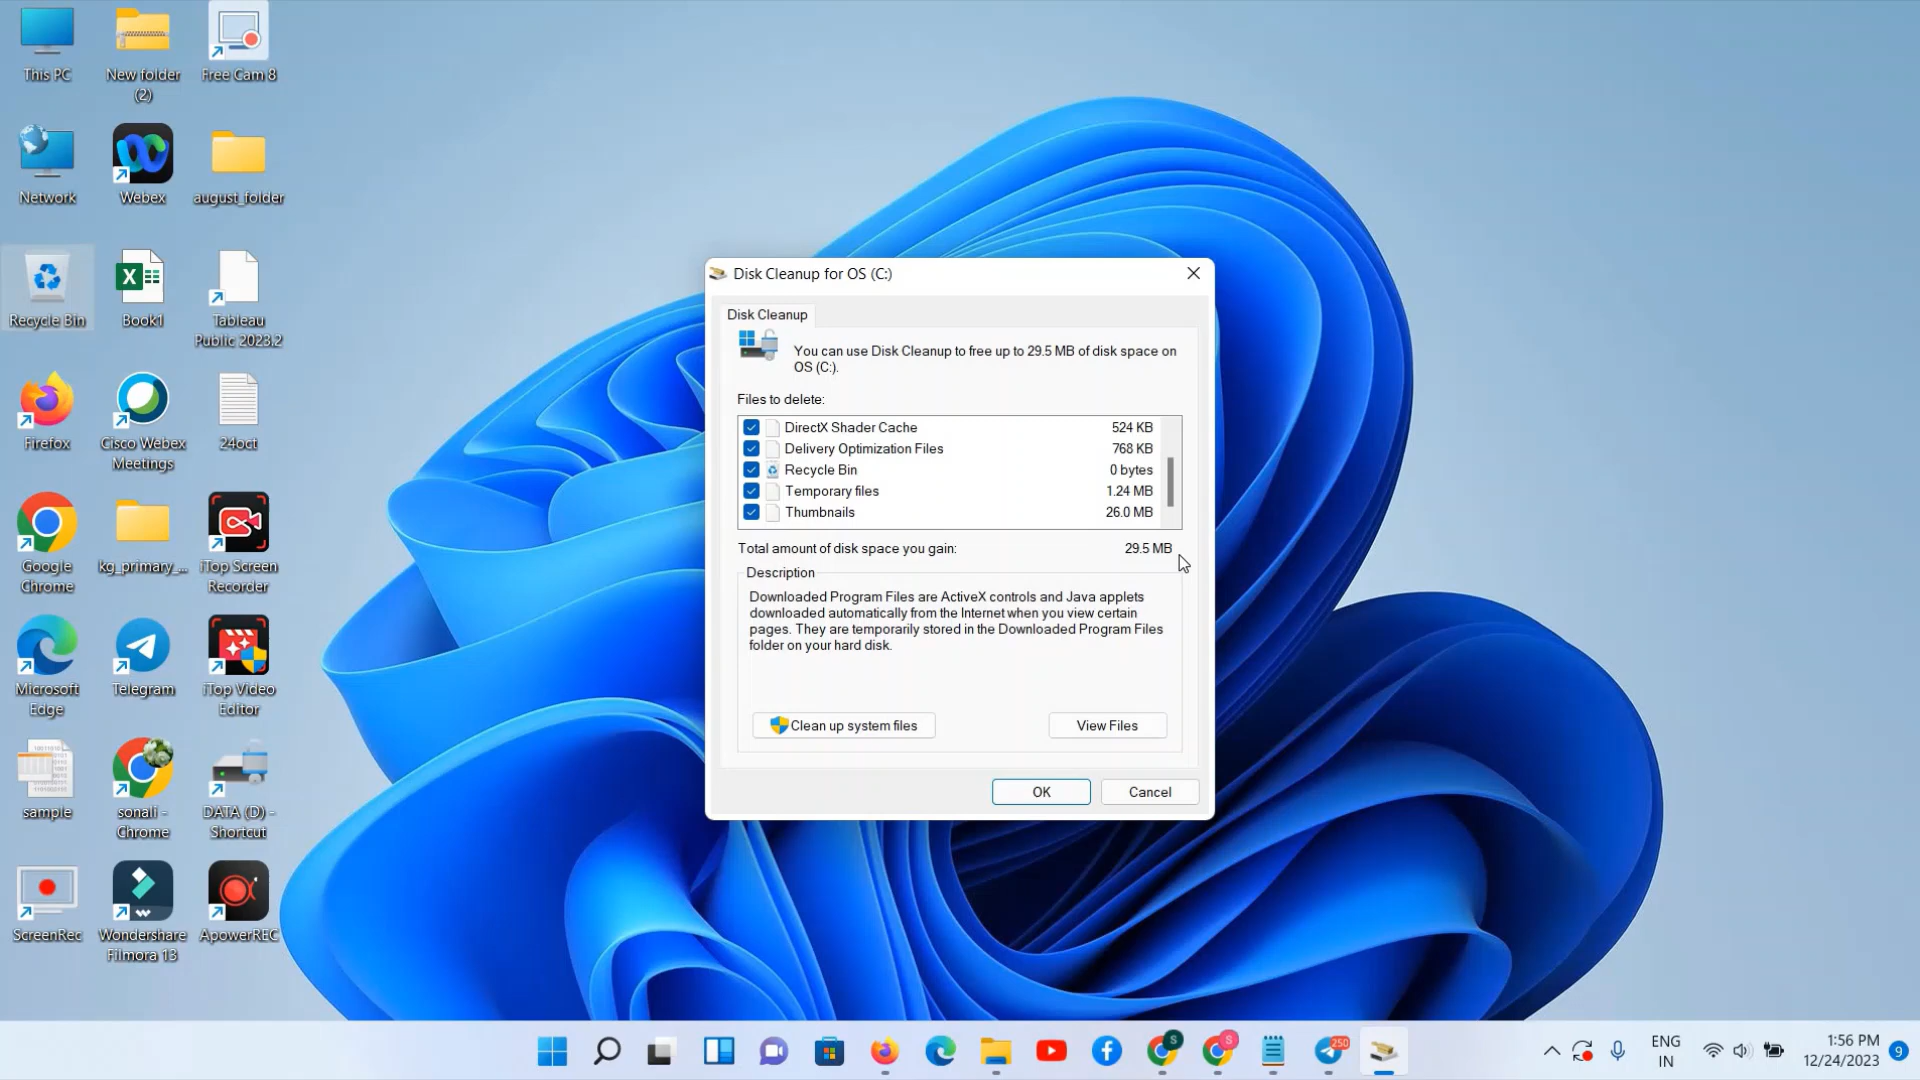 This PC
New folder
(2)
Free Cam 8
Network
Webex
august_folder
Recycle Bin
Book1
Tableau
Public 2023.2
Firefox
Cisco Webex
Meetings
24oct
Google
Chrome
kg_primary_...
iTop Screen
Recorder
Microsoft
Edge
Telegram
iTop Video
Editor
sample
sonali -
Chrome
DATA (D) -
Shortcut
ScreenRec
Wondershare
Filmora 13
ApowerREC
Disk Cleanup for OS (C:)
Disk Cleanup
You can use Disk Cleanup to free up to 29.5 MB of disk space on
OS (C:).
Files to delete:
DirectX Shader Cache 524 KB
Delivery Optimization Files 768 KB
Recycle Bin 0 bytes
Temporary files 1.24 MB
Thumbnails 26.0 MB
Total amount of disk space you gain: 29.5 MB
Description
Downloaded Program Files are ActiveX controls and Java applets
downloaded automatically from the Internet when you view certain
pages. They are temporarily stored in the Downloaded Program Files
folder on your hard disk.
Clean up system files
View Files
OK
Cancel
S
S
250
ENG
IN
1:56 PM
12/24/2023
9